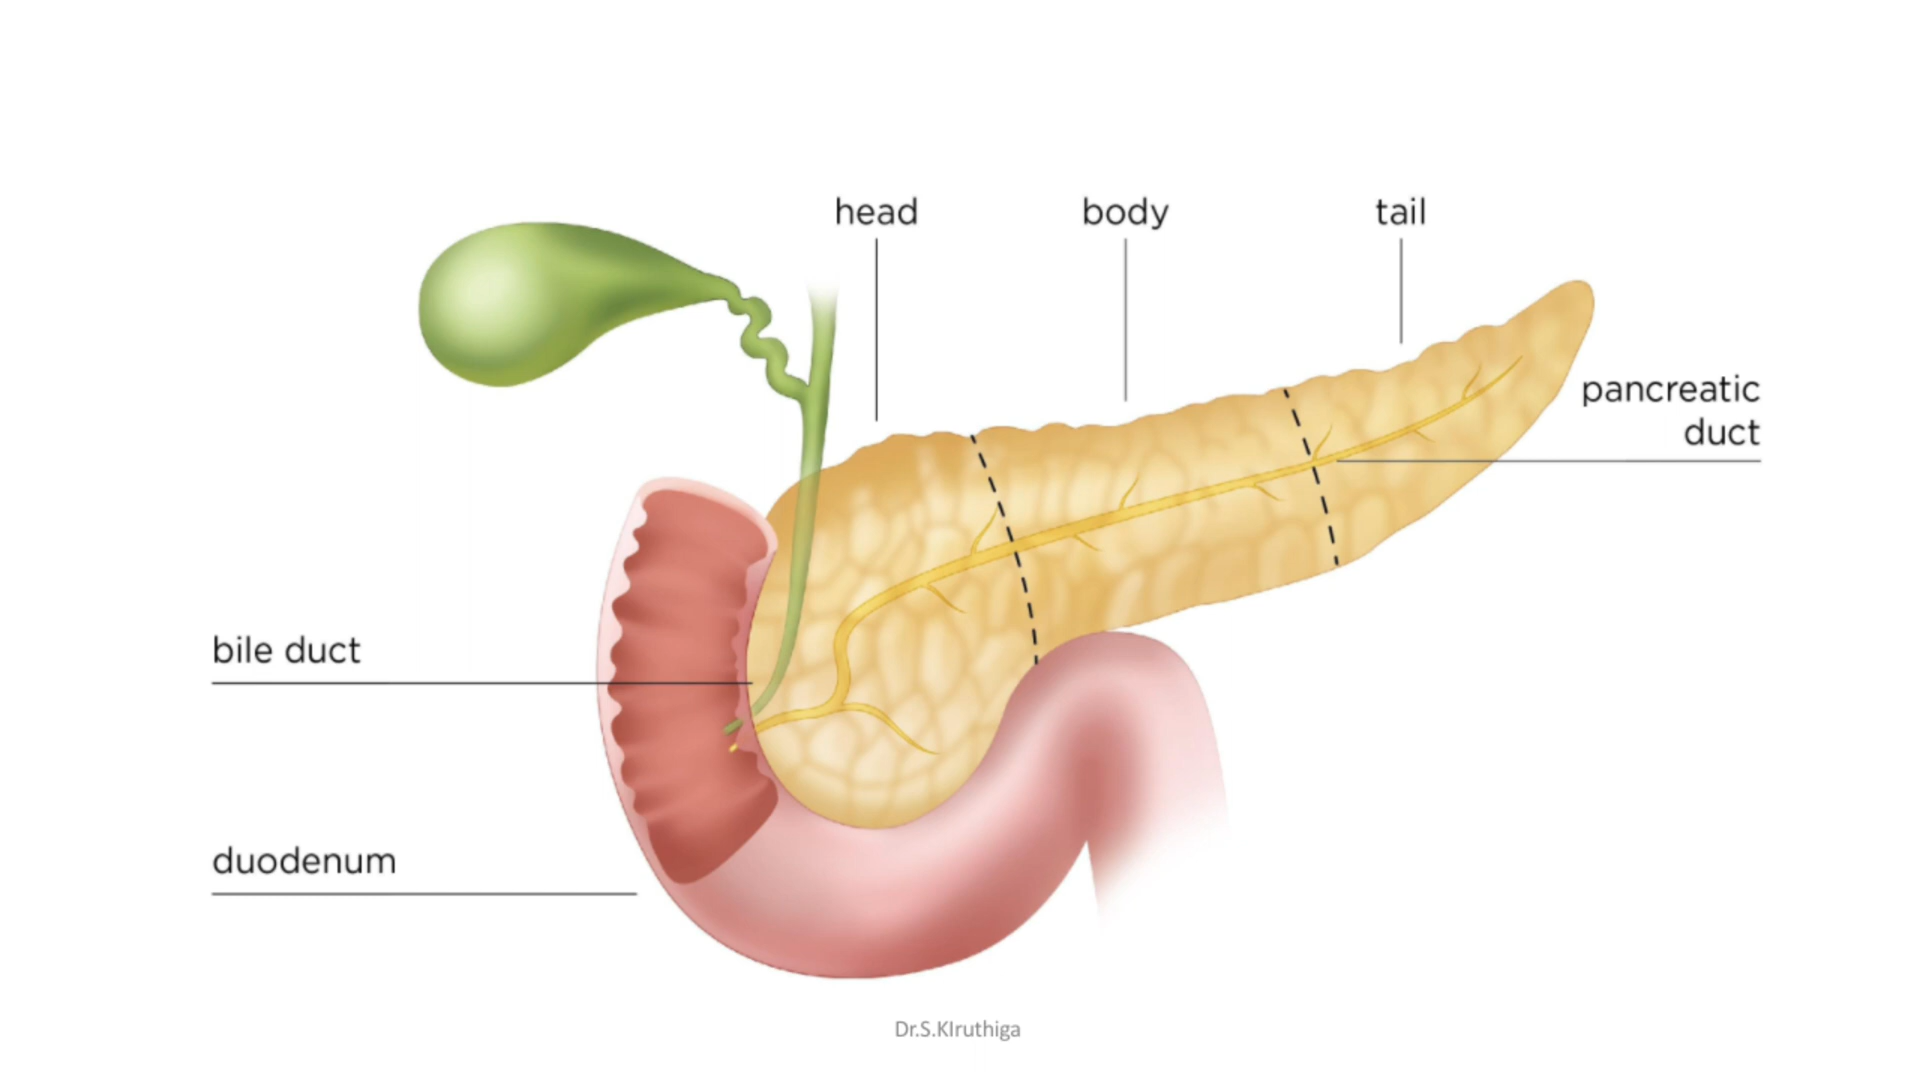 head
body
tail
pancreatic
duct
bile duct
duodenum
Dr.S.KIruthiga